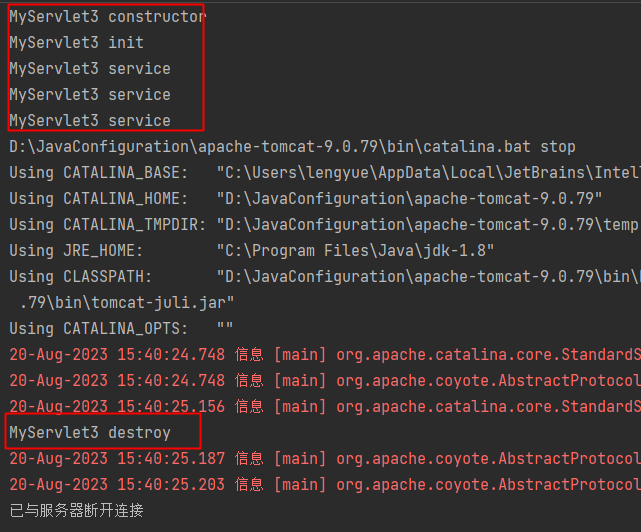 MyServlet3 constructor
MyServlet3 init
MyServlet3 service
MyServlet3 service
MyServlet3 service
D:\JavaConfiguration\apache-tomcat-9.0.79\bin\catalina.bat stop
Using CATALINA_BASE:   "C:\Users\lengyue\AppData\Local\JetBrains\Intell
Using CATALINA_HOME:   "D:\JavaConfiguration\apache-tomcat-9.0.79"
Using CATALINA_TMPDIR: "D:\JavaConfiguration\apache-tomcat-9.0.79\temp
Using JRE_HOME:        "C:\Program Files\Java\jdk-1.8"
Using CLASSPATH:       "D:\JavaConfiguration\apache-tomcat-9.0.79\bin\
.79\bin\tomcat-juli.jar"
Using CATALINA_OPTS:   ""
20-Aug-2023 15:40:24.748 信息 [main] org.apache.catalina.core.StandardS
20-Aug-2023 15:40:24.748 信息 [main] org.apache.coyote.AbstractProtocol
20-Aug-2023 15:40:25.156 信息 [main] org.apache.catalina.core.StandardS
MyServlet3 destroy
20-Aug-2023 15:40:25.187 信息 [main] org.apache.coyote.AbstractProtocol
20-Aug-2023 15:40:25.203 信息 [main] org.apache.coyote.AbstractProtocol
已与服务器断开连接